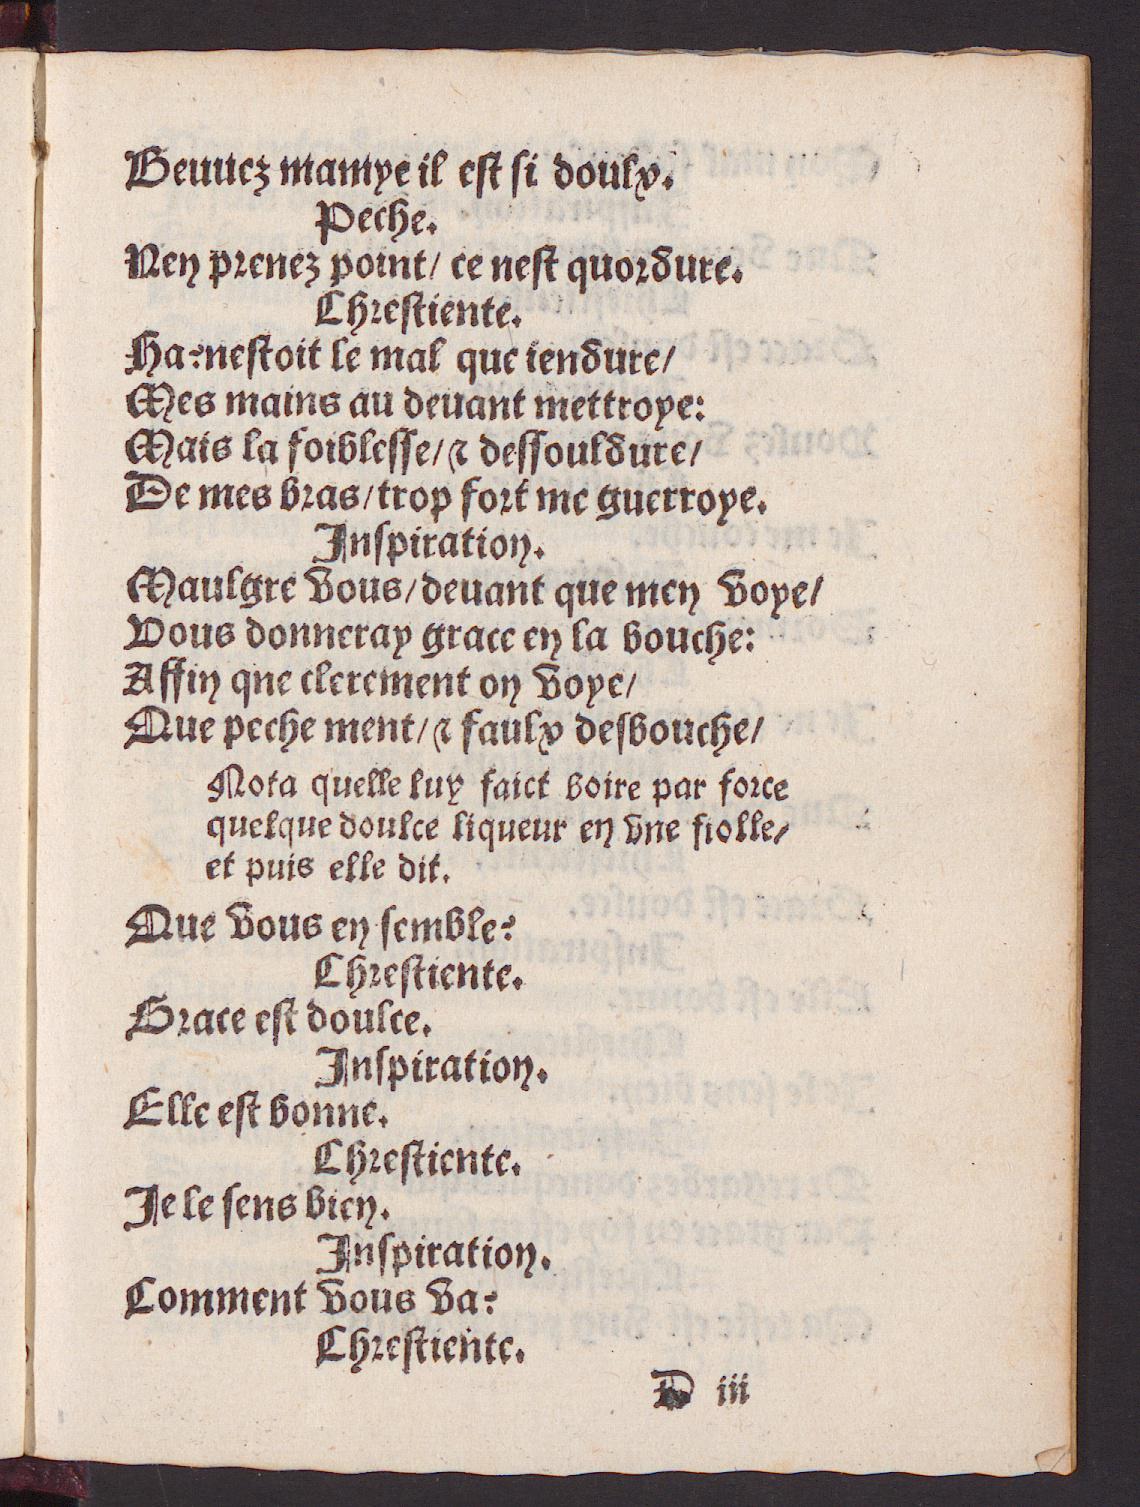 Beuuez mamye il est si doulx.
Peche.
Nen prenez point/ ce nest quordure.
Chrestiente.
Ha?nestoit le mal que iendure/
Mes mains au deuant mettroye:
Mais la foiblesse/⁊ dessouldure/
De mes bras/trop fort me guerroye.
Inspiration.
Maulgre vous/deuant que men voye/
Vous donneray grace en la bouche:
Affin qne clerement on voye/
Que peche ment/⁊ faulx desbouche/
Nota quelle luy faict boire par force
quelque doulce liqueur en vne fiolle/
et puis elle dit.
Que vous en semble?
Chrestiente.
Grace est doulce.
Inspiration.
Elle est bonne.
Chrestiente.
Je le sens bien.
Inspiration.
Comment vous va?
Chrestiente.
D iii